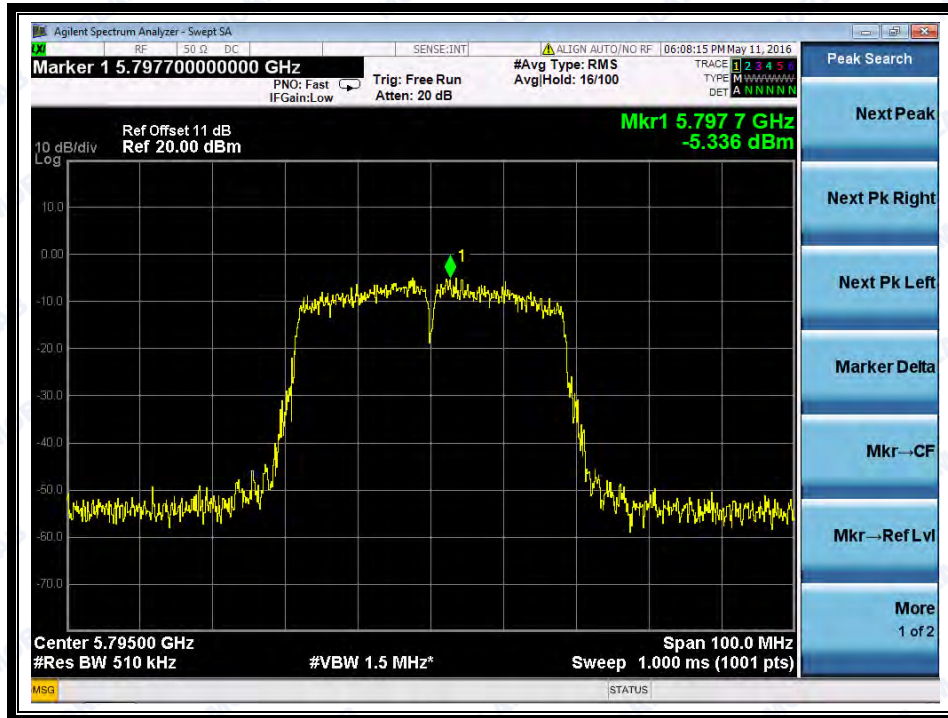 Agilent Spectrum Analyzer - Swept SA
LXI RF 50 Ω DC SENSE:INT ALIGN AUTO/NO RF 06:08:15 PM May 11, 2016
Marker 1 5.797700000000 GHz
PNO: Fast
IFGain:Low
Trig: Free Run
Atten: 20 dB
#Avg Type: RMS
Avg|Hold: 16/100
TRACE 1 2 3 4 5 6
TYPE M WWWWW
DET A N N N N N
Peak Search
Next Peak
Next Pk Right
Next Pk Left
Marker Delta
Mkr→CF
Mkr→Ref Lvl
More
1 of 2
Mkr1 5.797 7 GHz
-5.336 dBm
Ref Offset 11 dB
10 dB/div Ref 20.00 dBm
Log
10.0
0.00
1
-10.0
-20.0
-30.0
-40.0
-50.0
-60.0
-70.0
Center 5.79500 GHz Span 100.0 MHz
#Res BW 510 kHz #VBW 1.5 MHz* Sweep 1.000 ms (1001 pts)
MSG STATUS